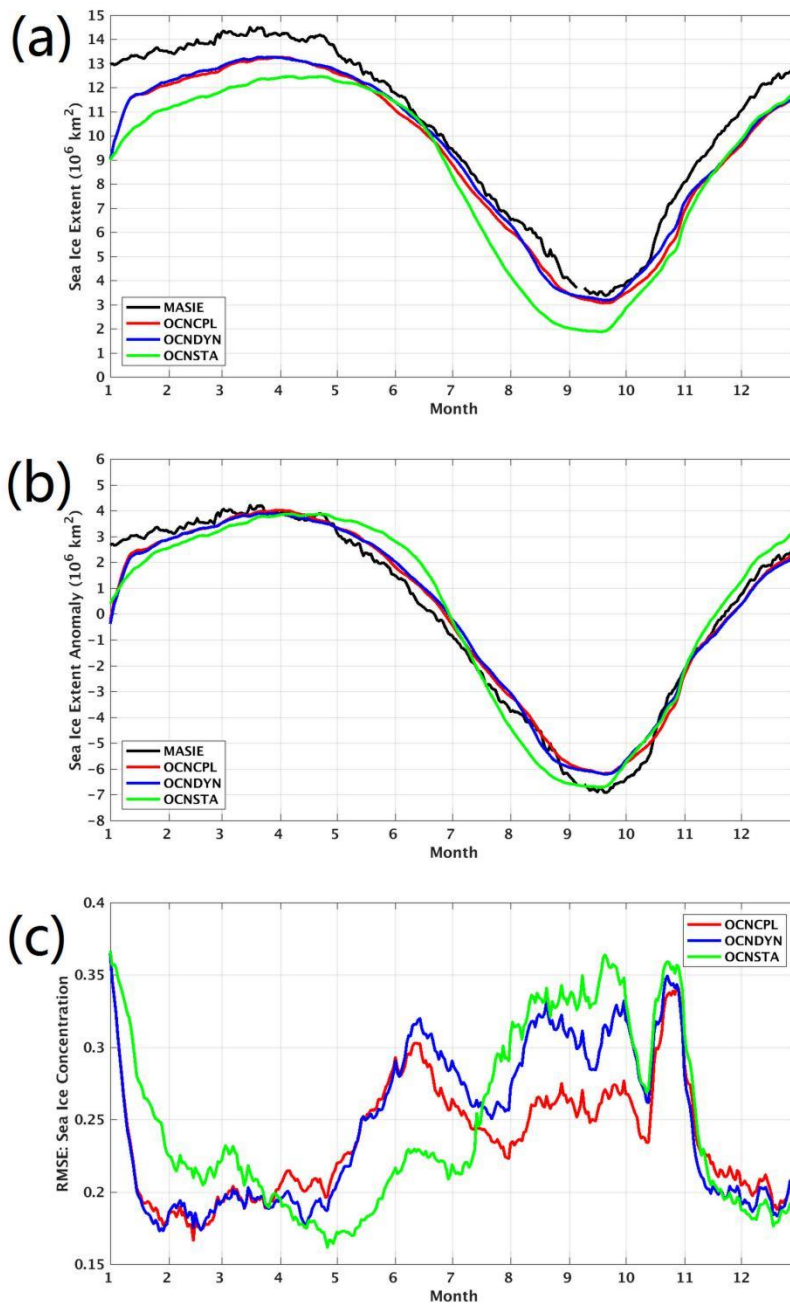 (a)
Sea Ice Extent (10⁶ km²)
15
14
13
12
11
10
9
8
7
6
5
4
3
2
1
0
MASIE
OCNCPL
OCNDYN
OCNSTA
1 2 3 4 5 6 7 8 9 10 11 12
Month
(b)
Sea Ice Extent Anomaly (10⁶ km²)
6
5
4
3
2
1
0
-1
-2
-3
-4
-5
-6
-7
-8
MASIE
OCNCPL
OCNDYN
OCNSTA
1 2 3 4 5 6 7 8 9 10 11 12
Month
(c)
RMSE: Sea Ice Concentration
0.4
0.35
0.3
0.25
0.2
0.15
OCNCPL
OCNDYN
OCNSTA
1 2 3 4 5 6 7 8 9 10 11 12
Month